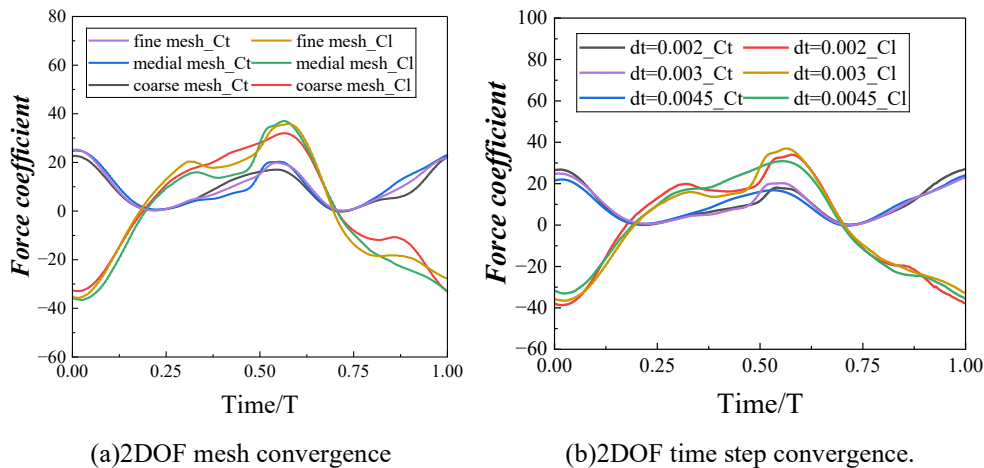 80
60
40
20
0
−20
−40
−60
Force coefficient
fine mesh_Ct fine mesh_Cl
medial mesh_Ct medial mesh_Cl
coarse mesh_Ct coarse mesh_Cl
0.00 0.25 0.50 0.75 1.00
Time/T
(a)2DOF mesh convergence
100
80
60
40
20
0
−20
−40
−60
Force coefficient
dt=0.002_Ct dt=0.002_Cl
dt=0.003_Ct dt=0.003_Cl
dt=0.0045_Ct dt=0.0045_Cl
0.00 0.25 0.50 0.75 1.00
Time/T
(b)2DOF time step convergence.